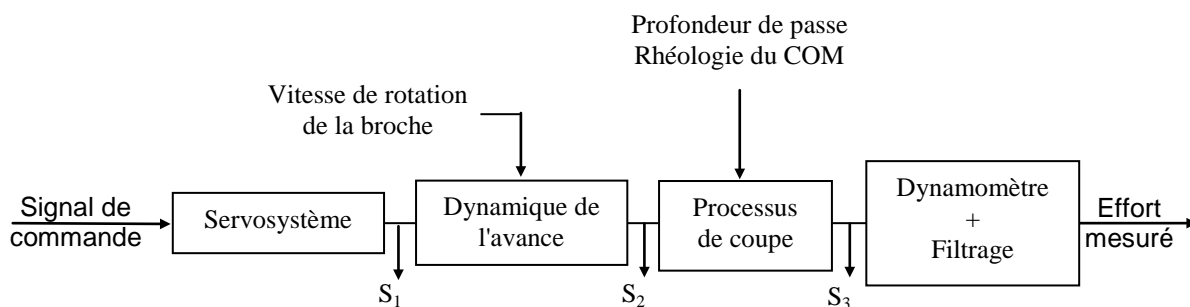 Profondeur de passe
Rhéologie du COM
Vitesse de rotation
de la broche
Signal de
commande
Servosystème
Dynamique de
l'avance
Processus
de coupe
Dynamomètre
+
Filtrage
Effort
mesuré
S1
S2
S3